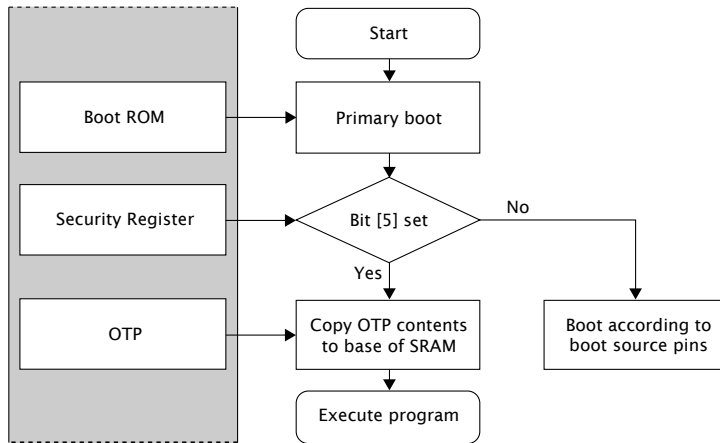 Start
Boot ROM
Primary boot
Security Register
Bit [5] set
No
Yes
OTP
Copy OTP contents
to base of SRAM
Boot according to
boot source pins
Execute program